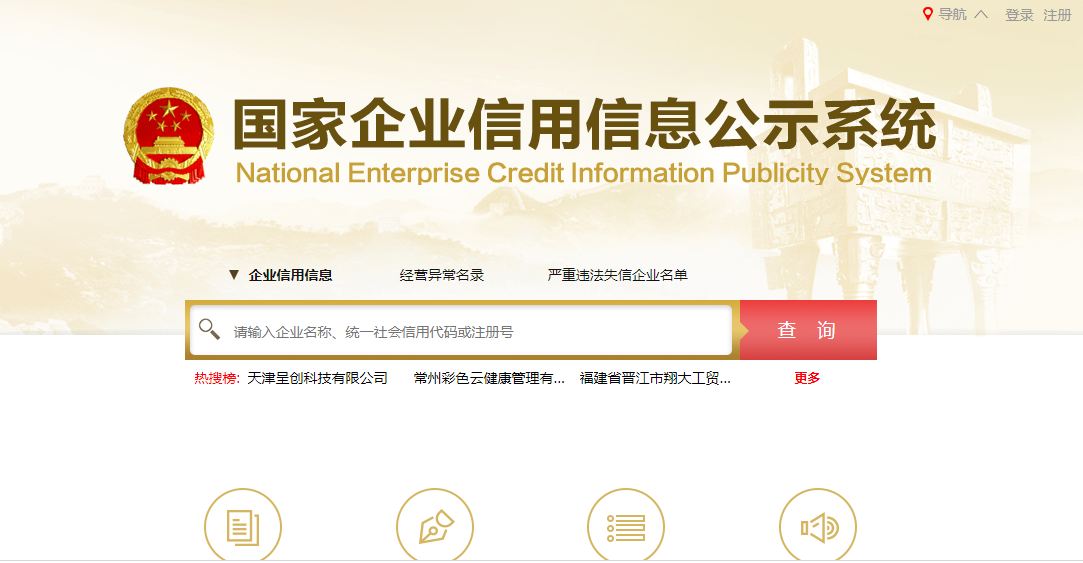 导航 登录 注册
国家企业信用信息公示系统
National Enterprise Credit Information Publicity System
▼ 企业信用信息 经营异常名录 严重违法失信企业名单
请输入企业名称、统一社会信用代码或注册号 查 询
热搜榜: 天津呈创科技有限公司 常州彩色云健康管理有... 福建省晋江市翔大工贸... 更多